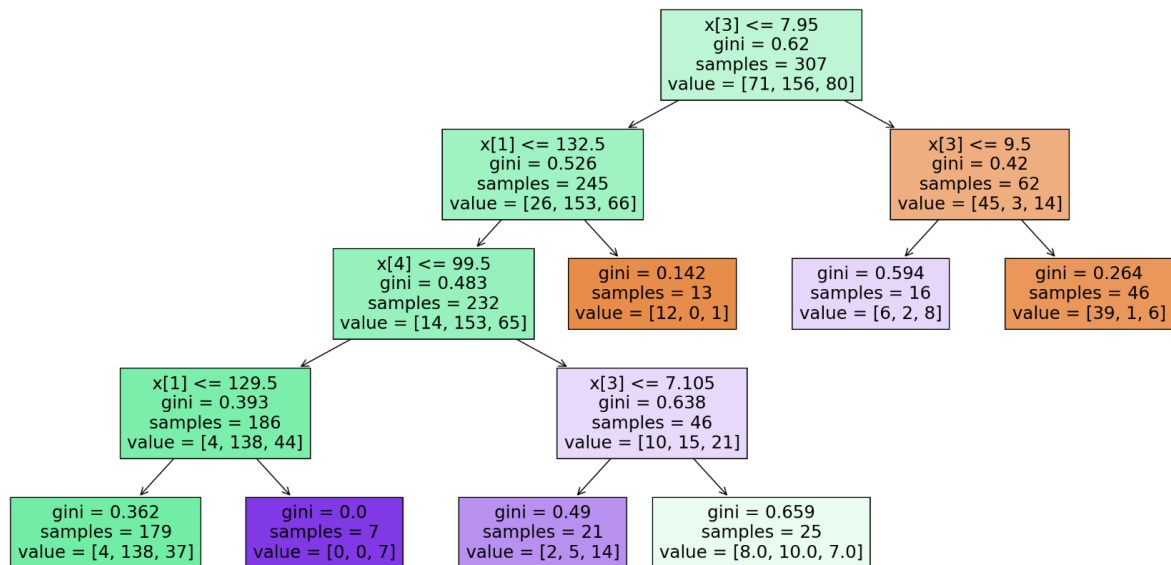 x[3] <= 7.95
gini = 0.62
samples = 307
value = [71, 156, 80]
x[1] <= 132.5
gini = 0.526
samples = 245
value = [26, 153, 66]
x[3] <= 9.5
gini = 0.42
samples = 62
value = [45, 3, 14]
x[4] <= 99.5
gini = 0.483
samples = 232
value = [14, 153, 65]
gini = 0.142
samples = 13
value = [12, 0, 1]
gini = 0.594
samples = 16
value = [6, 2, 8]
gini = 0.264
samples = 46
value = [39, 1, 6]
x[1] <= 129.5
gini = 0.393
samples = 186
value = [4, 138, 44]
x[3] <= 7.105
gini = 0.638
samples = 46
value = [10, 15, 21]
gini = 0.362
samples = 179
value = [4, 138, 37]
gini = 0.0
samples = 7
value = [0, 0, 7]
gini = 0.49
samples = 21
value = [2, 5, 14]
gini = 0.659
samples = 25
value = [8.0, 10.0, 7.0]